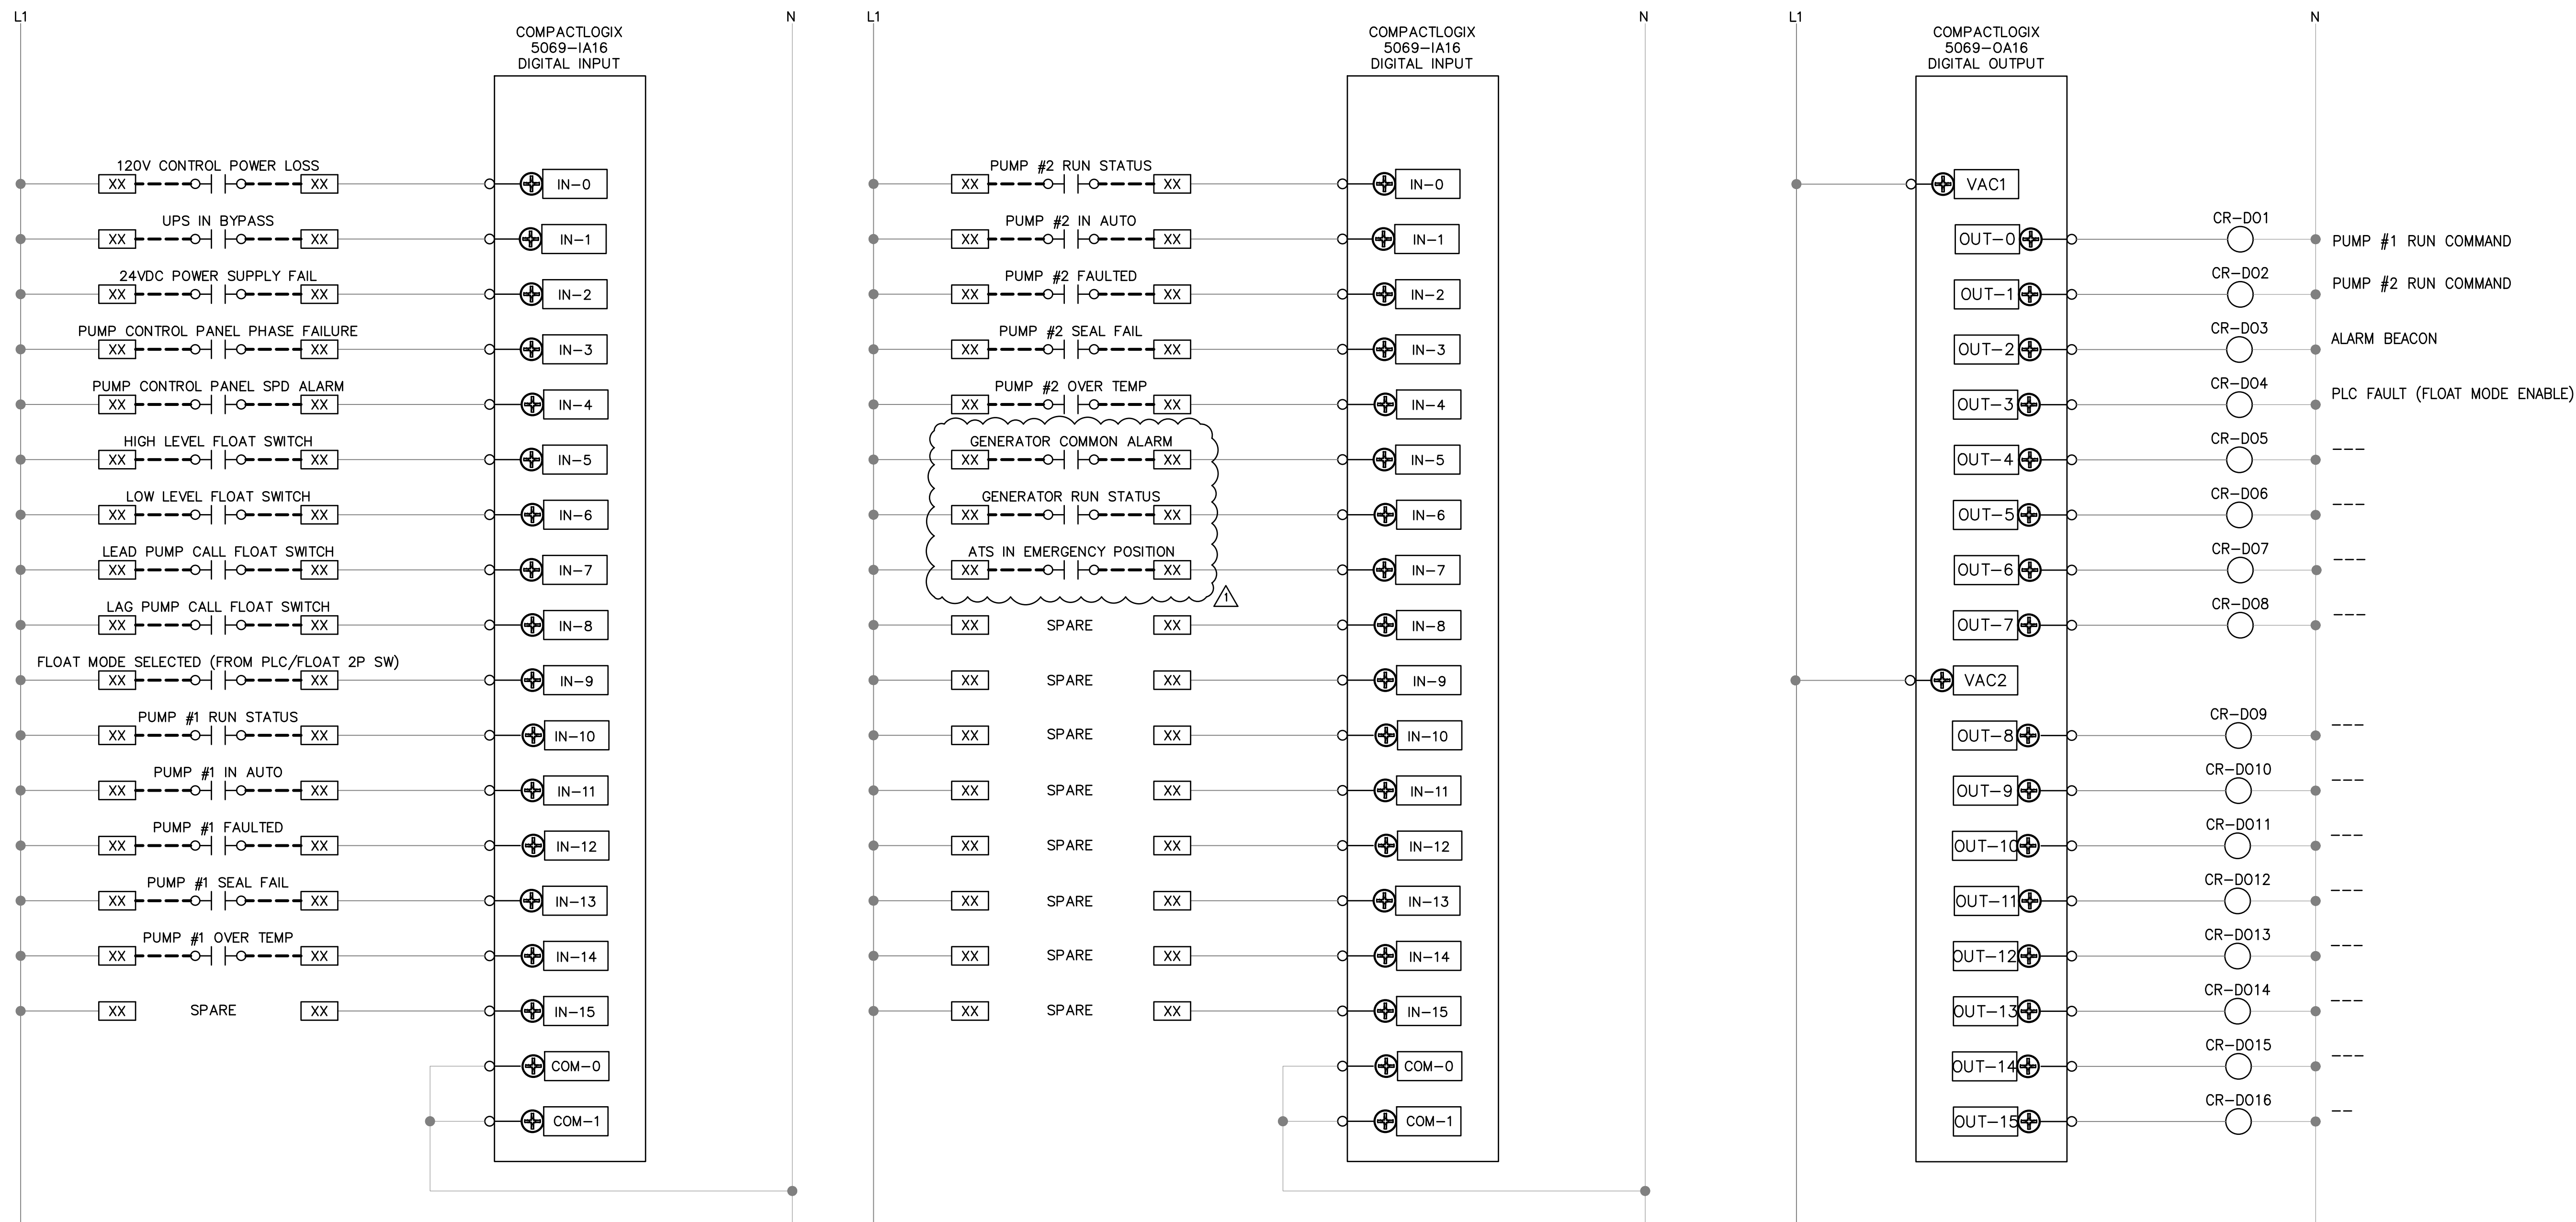 L1
N
COMPACTLOGIX
5069-IA16
DIGITAL INPUT
120V CONTROL POWER LOSS
XX
XX
IN-0
UPS IN BYPASS
XX
XX
IN-1
24VDC POWER SUPPLY FAIL
XX
XX
IN-2
PUMP CONTROL PANEL PHASE FAILURE
XX
XX
IN-3
PUMP CONTROL PANEL SPD ALARM
XX
XX
IN-4
HIGH LEVEL FLOAT SWITCH
XX
XX
IN-5
LOW LEVEL FLOAT SWITCH
XX
XX
IN-6
LEAD PUMP CALL FLOAT SWITCH
XX
XX
IN-7
LAG PUMP CALL FLOAT SWITCH
XX
XX
IN-8
FLOAT MODE SELECTED (FROM PLC/FLOAT 2P SW)
XX
XX
IN-9
PUMP #1 RUN STATUS
XX
XX
IN-10
PUMP #1 IN AUTO
XX
XX
IN-11
PUMP #1 FAULTED
XX
XX
IN-12
PUMP #1 SEAL FAIL
XX
XX
IN-13
PUMP #1 OVER TEMP
XX
XX
IN-14
XX
SPARE
XX
IN-15
COM-0
COM-1
L1
N
COMPACTLOGIX
5069-IA16
DIGITAL INPUT
PUMP #2 RUN STATUS
XX
XX
IN-0
PUMP #2 IN AUTO
XX
XX
IN-1
PUMP #2 FAULTED
XX
XX
IN-2
PUMP #2 SEAL FAIL
XX
XX
IN-3
PUMP #2 OVER TEMP
XX
XX
IN-4
GENERATOR COMMON ALARM
XX
XX
IN-5
GENERATOR RUN STATUS
XX
XX
IN-6
ATS IN EMERGENCY POSITION
XX
XX
IN-7
1
XX
SPARE
XX
IN-8
XX
SPARE
XX
IN-9
XX
SPARE
XX
IN-10
XX
SPARE
XX
IN-11
XX
SPARE
XX
IN-12
XX
SPARE
XX
IN-13
XX
SPARE
XX
IN-14
XX
SPARE
XX
IN-15
COM-0
COM-1
L1
N
COMPACTLOGIX
5069-OA16
DIGITAL OUTPUT
VAC1
OUT-0
CR-DO1
PUMP #1 RUN COMMAND
OUT-1
CR-DO2
PUMP #2 RUN COMMAND
OUT-2
CR-DO3
ALARM BEACON
OUT-3
CR-DO4
PLC FAULT (FLOAT MODE ENABLE)
OUT-4
CR-DO5
---
OUT-5
CR-DO6
---
OUT-6
CR-DO7
---
OUT-7
CR-DO8
---
VAC2
OUT-8
CR-DO9
---
OUT-9
CR-DO10
---
OUT-10
CR-DO11
---
OUT-11
CR-DO12
---
OUT-12
CR-DO13
---
OUT-13
CR-DO14
---
OUT-14
CR-DO15
---
OUT-15
CR-DO16
--